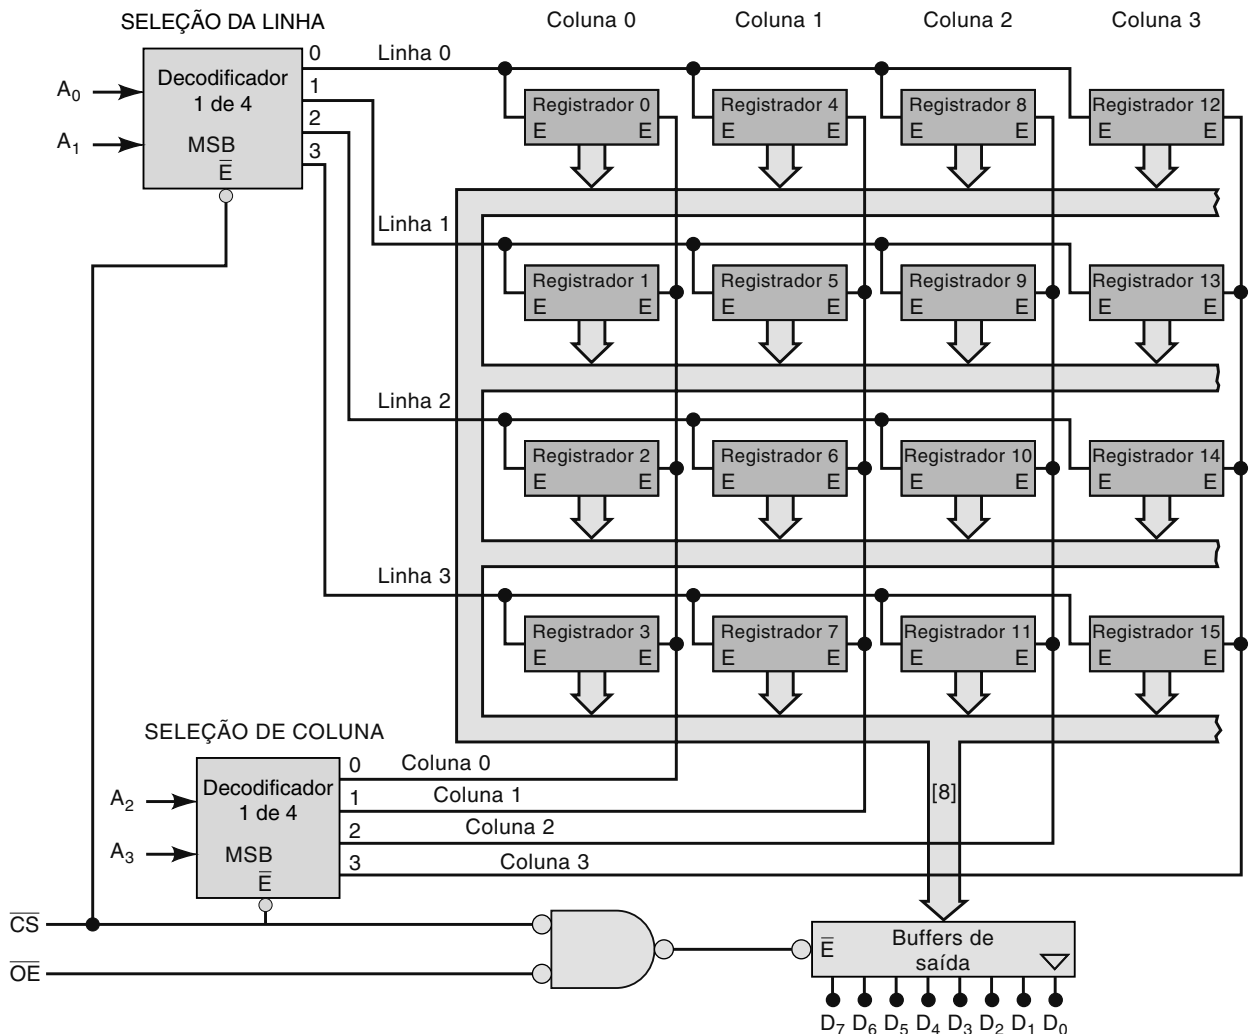 SELEÇÃO DA LINHA
Coluna 0
Coluna 1
Coluna 2
Coluna 3
A0
A1
Decodificador
1 de 4
MSB
E̅
0
1
2
3
Linha 0
Registrador 0
E E
Registrador 4
E E
Registrador 8
E E
Registrador 12
E E
Linha 1
Registrador 1
E E
Registrador 5
E E
Registrador 9
E E
Registrador 13
E E
Linha 2
Registrador 2
E E
Registrador 6
E E
Registrador 10
E E
Registrador 14
E E
Linha 3
Registrador 3
E E
Registrador 7
E E
Registrador 11
E E
Registrador 15
E E
SELEÇÃO DE COLUNA
A2
A3
Decodificador
1 de 4
MSB
E̅
0 Coluna 0
1 Coluna 1
2 Coluna 2
3 Coluna 3
[8]
C̅S̅
O̅E̅
E̅
Buffers de
saída
D7 D6 D5 D4 D3 D2 D1 D0